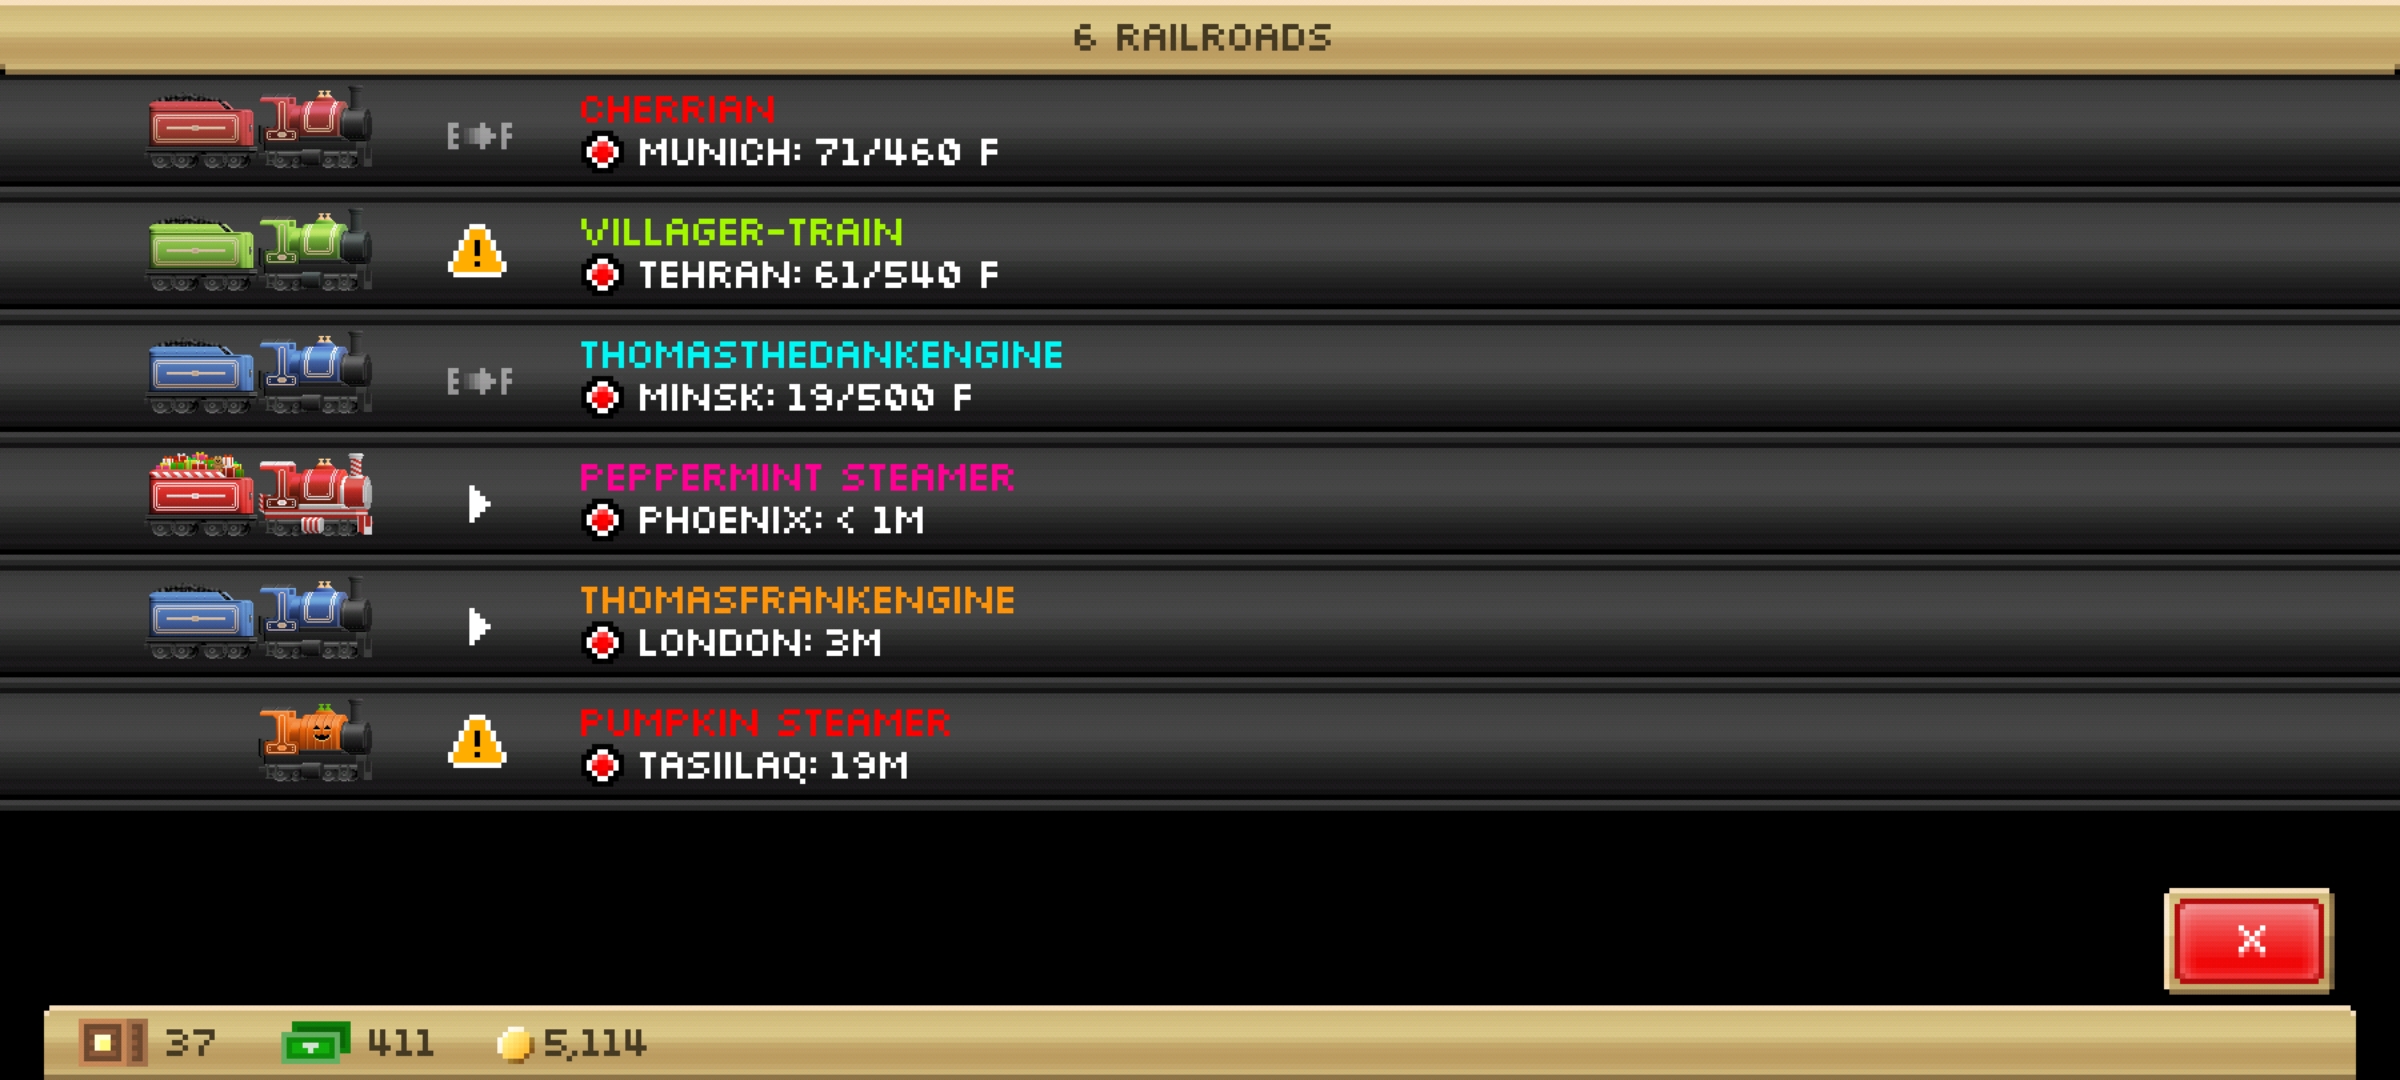 6 RAILROADS
CHERRIAN
E F
MUNICH: 71/460 F
VILLAGER-TRAIN
!
TEHRAN: 61/540 F
THOMASTHEDANKENGINE
E F
MINSK: 19/500 F
PEPPERMINT STEAMER
PHOENIX: < 1M
THOMASFRANKENGINE
LONDON: 3M
PUMPKIN STEAMER
!
TASIILAQ: 19M
X
37 411 5,114